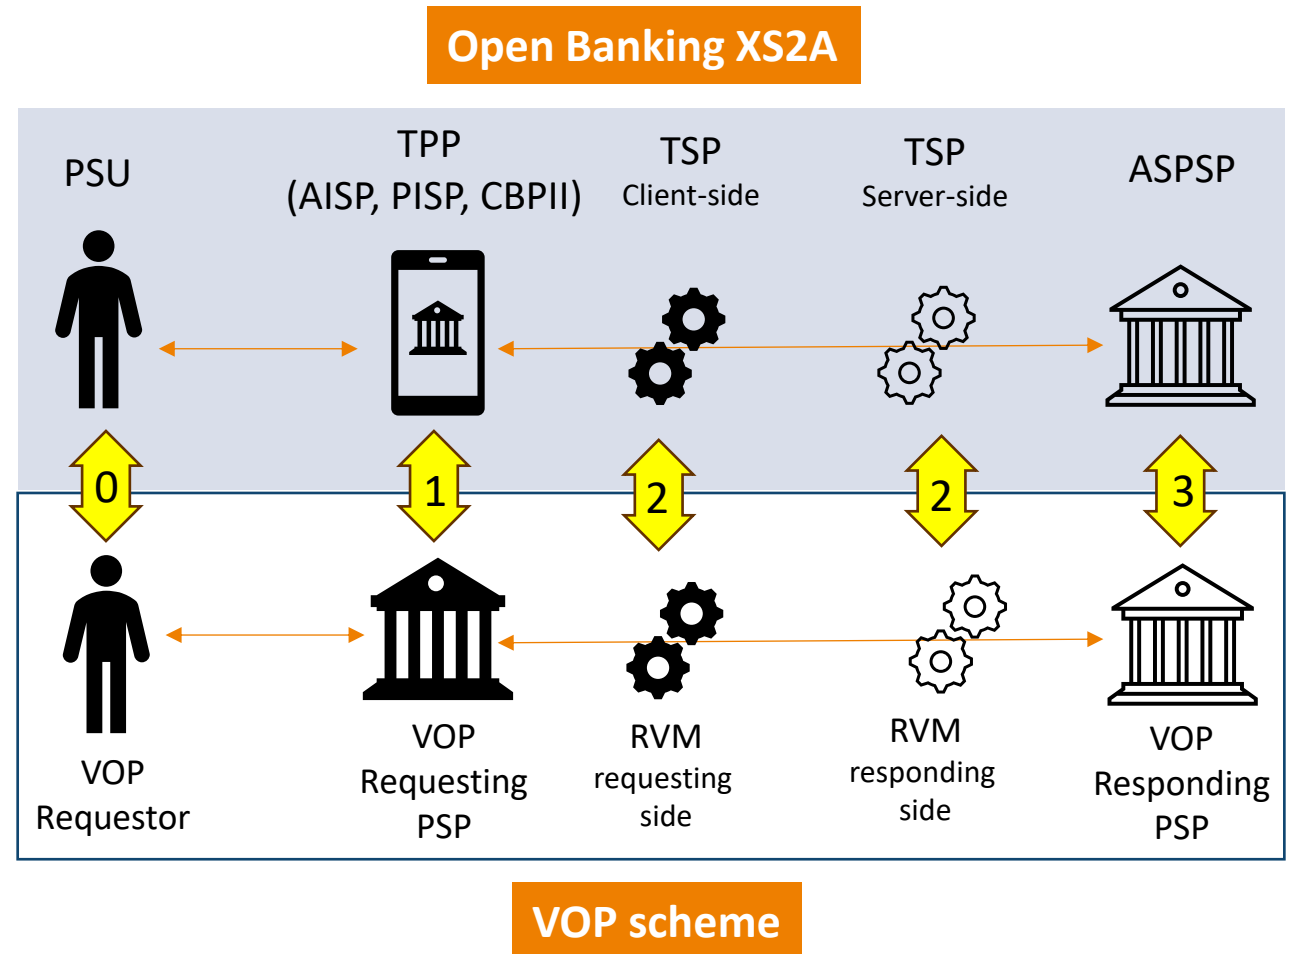 Open Banking XS2A
PSU
TPP
(AISP, PISP, CBPII)
TSP
Client-side
TSP
Server-side
ASPSP
0
1
2
2
3
VOP
Requestor
VOP
Requesting
PSP
RVM
requesting
side
RVM
responding
side
VOP
Responding
PSP
VOP scheme